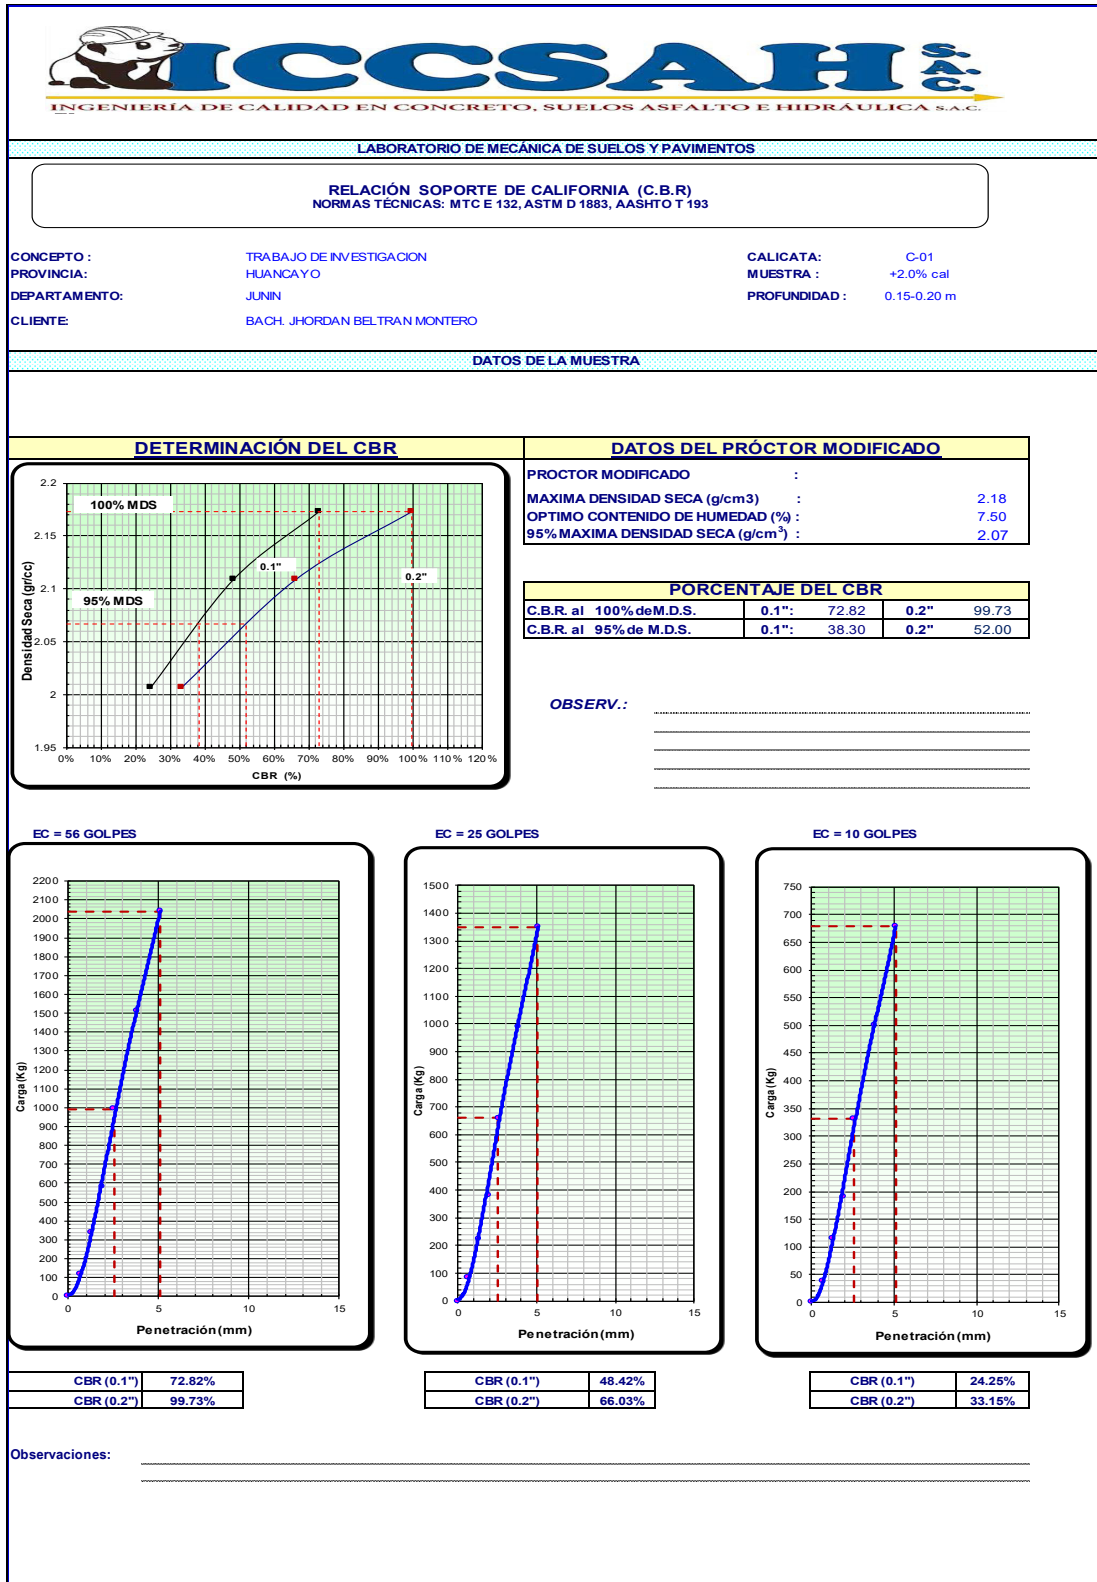 ICCSAH S.A.C.
INGENIERÍA DE CALIDAD EN CONCRETO, SUELOS ASFALTO E HIDRÁULICA S.A.C.
LABORATORIO DE MECÁNICA DE SUELOS Y PAVIMENTOS
RELACIÓN SOPORTE DE CALIFORNIA (C.B.R)
NORMAS TÉCNICAS: MTC E 132, ASTM D 1883, AASHTO T 193
CONCEPTO : TRABAJO DE INVESTIGACION CALICATA: C-01
PROVINCIA: HUANCAYO MUESTRA : +2.0% cal
DEPARTAMENTO: JUNIN PROFUNDIDAD : 0.15-0.20 m
CLIENTE: BACH. JHORDAN BELTRAN MONTERO
DATOS DE LA MUESTRA
DETERMINACIÓN DEL CBR
2.2
2.15
2.1
2.05
2
1.95
Densidad Seca (gr/cc)
100% MDS
95% MDS
0.1"
0.2"
0% 10% 20% 30% 40% 50% 60% 70% 80% 90% 100% 110% 120%
CBR (%)
DATOS DEL PRÓCTOR MODIFICADO
PROCTOR MODIFICADO :
MAXIMA DENSIDAD SECA (g/cm3) : 2.18
OPTIMO CONTENIDO DE HUMEDAD (%) : 7.50
95% MAXIMA DENSIDAD SECA (g/cm³) : 2.07
PORCENTAJE DEL CBR
C.B.R. al 100% de M.D.S. 0.1": 72.82 0.2" 99.73
C.B.R. al 95% de M.D.S. 0.1": 38.30 0.2" 52.00
OBSERV.:
EC = 56 GOLPES
2200
2100
2000
1900
1800
1700
1600
1500
1400
1300
1200
1100
1000
900
800
700
600
500
400
300
200
100
0
Carga (Kg)
0 5 10 15
Penetración (mm)
CBR (0.1") 72.82%
CBR (0.2") 99.73%
EC = 25 GOLPES
1500
1400
1300
1200
1100
1000
900
800
700
600
500
400
300
200
100
0
Carga (Kg)
0 5 10 15
Penetración (mm)
CBR (0.1") 48.42%
CBR (0.2") 66.03%
EC = 10 GOLPES
750
700
650
600
550
500
450
400
350
300
250
200
150
100
50
0
Carga (Kg)
0 5 10 15
Penetración (mm)
CBR (0.1") 24.25%
CBR (0.2") 33.15%
Observaciones: